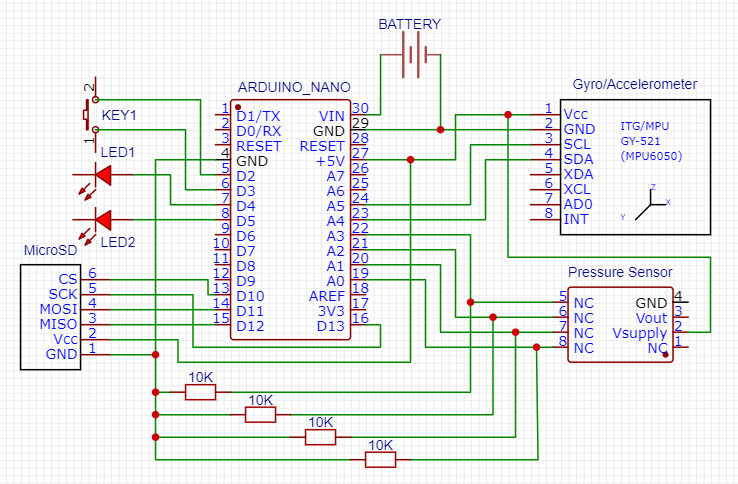 BATTERY
ARDUINO_NANO
1 D1/TX VIN 30
2 D0/RX GND 29
3 RESET RESET 28
4 GND +5V 27
5 D2 A7 26
6 D3 A6 25
7 D4 A5 24
8 D5 A4 23
9 D6 A3 22
10 D7 A2 21
11 D8 A1 20
12 D9 A0 19
13 D10 AREF 18
14 D11 3V3 17
15 D12 D13 16
2
KEY1
1
LED1
LED2
MicroSD
CS 6
SCK 5
MOSI 4
MISO 3
Vcc 2
GND 1
Gyro/Accelerometer
1 Vcc
2 GND
3 SCL
4 SDA
5 XDA
6 XCL
7 AD0
8 INT
ITG/MPU
GY-521
(MPU6050)
Z
X
Y
Pressure Sensor
5 NC GND 4
6 NC Vout 3
7 NC Vsupply 2
8 NC NC 1
10K
10K
10K
10K